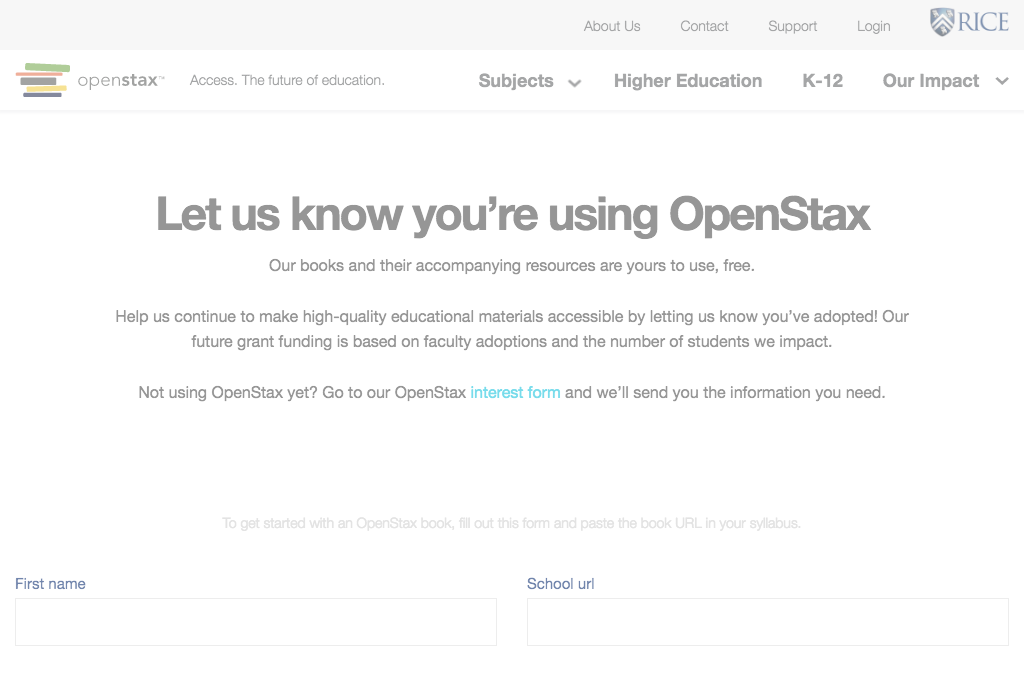 About Us Contact Support Login RICE
openstax™ Access. The future of education. Subjects Higher Education K-12 Our Impact
Let us know you're using OpenStax
Our books and their accompanying resources are yours to use, free.
Help us continue to make high-quality educational materials accessible by letting us know you've adopted! Our
future grant funding is based on faculty adoptions and the number of students we impact.
Not using OpenStax yet? Go to our OpenStax interest form and we'll send you the information you need.
To get started with an OpenStax book, fill out this form and paste the book URL in your syllabus.
First name School url